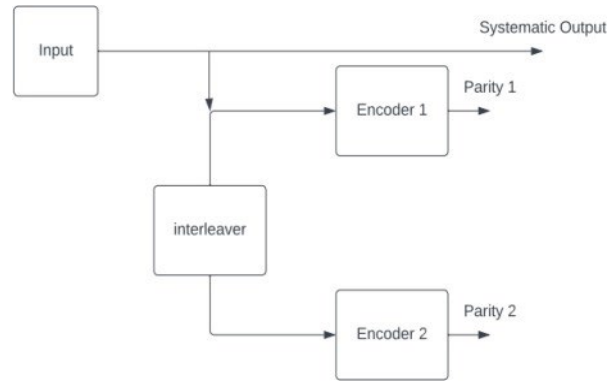 Systematic Output
Input
Parity 1
Encoder 1
interleaver
Parity 2
Encoder 2